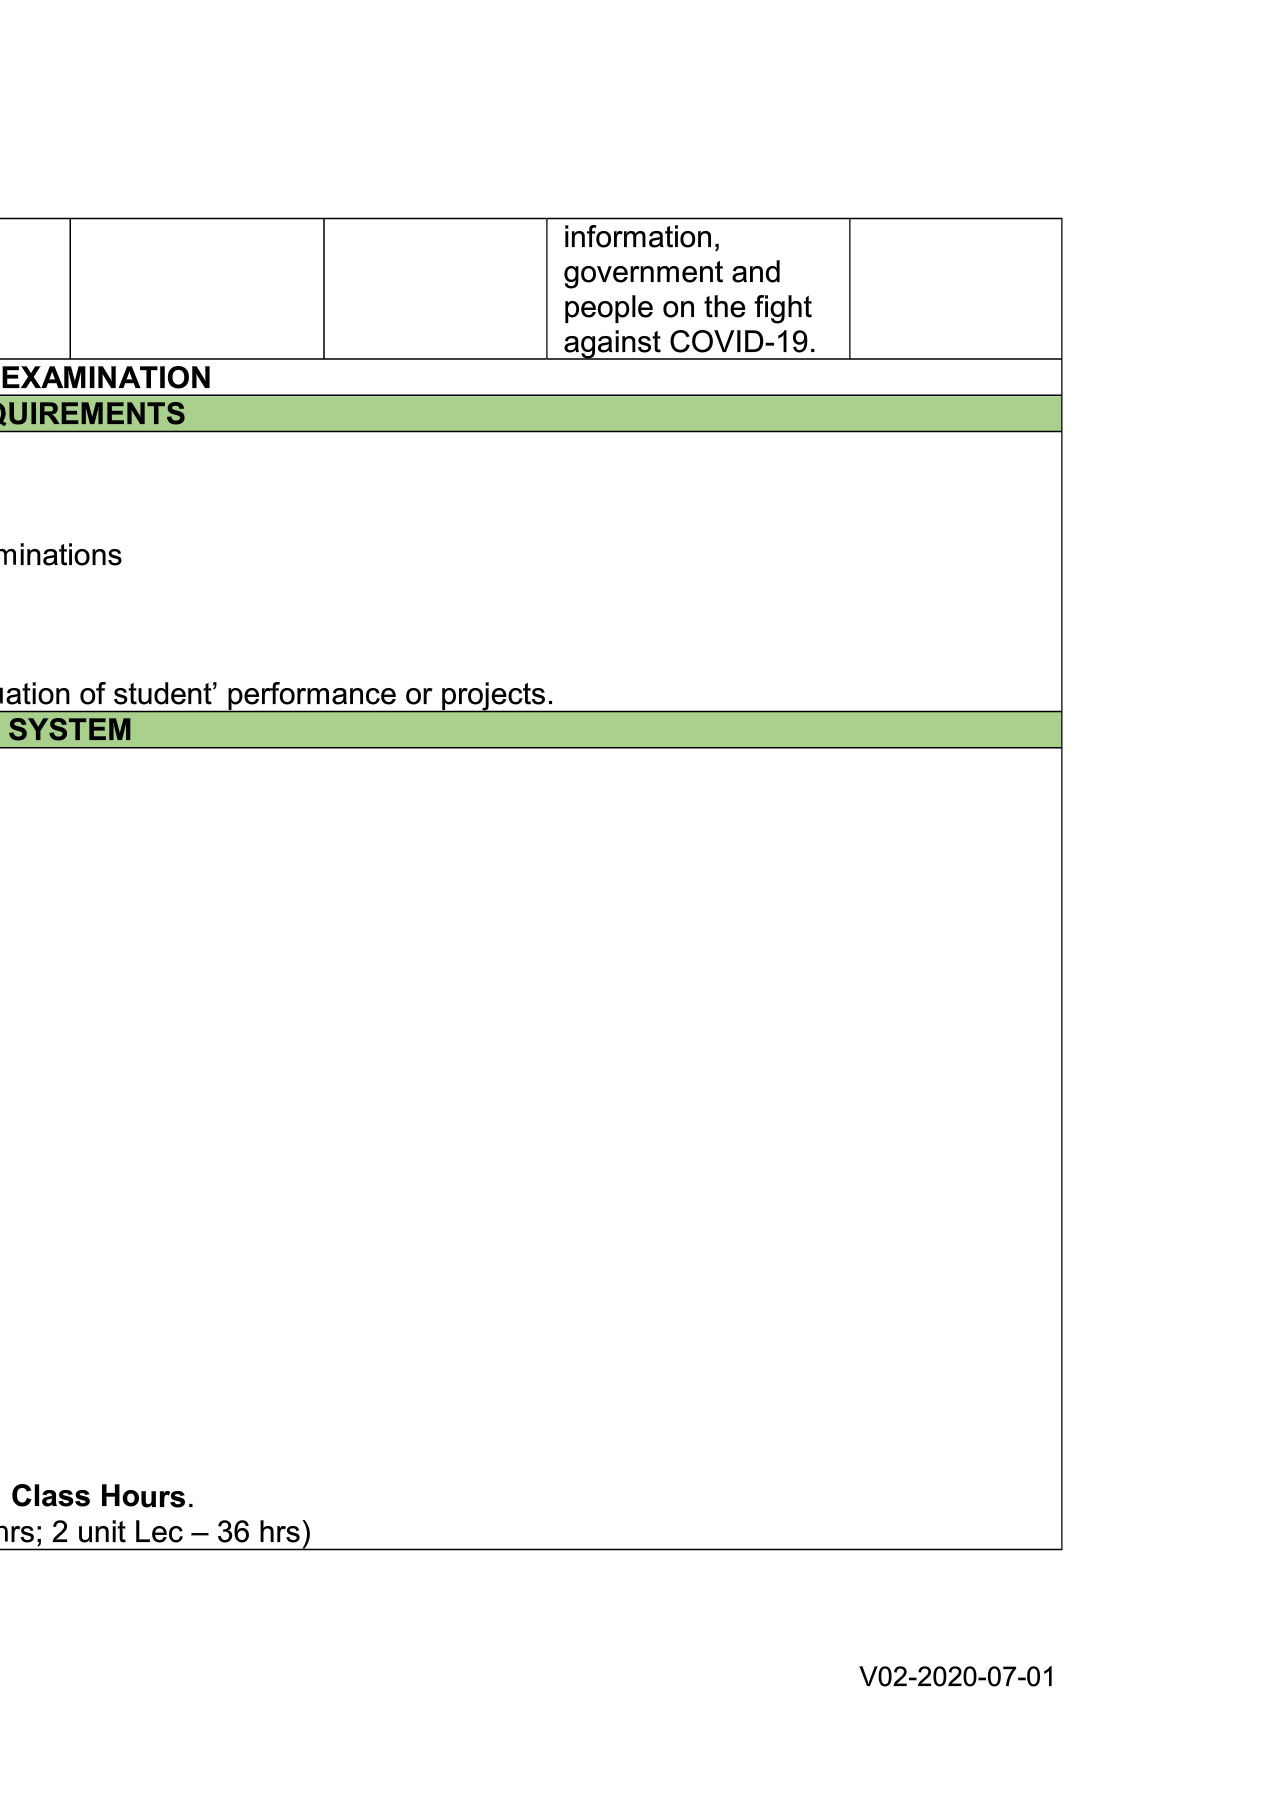 information,
government and
people on the fight
against COVID-19.
EXAMINATION
QUIREMENTS
minations
uation of student’ performance or projects.
SYSTEM
Class Hours.
hrs; 2 unit Lec – 36 hrs)
V02-2020-07-01